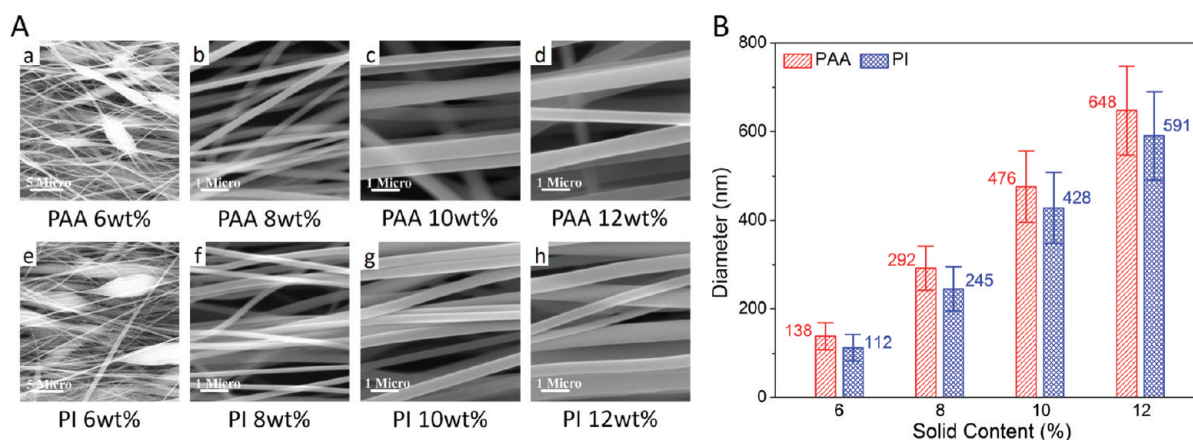 A
a
b
c
d
5 Micro
1 Micro
1 Micro
1 Micro
PAA 6wt%
PAA 8wt%
PAA 10wt%
PAA 12wt%
e
f
g
h
5 Micro
1 Micro
1 Micro
1 Micro
PI 6wt%
PI 8wt%
PI 10wt%
PI 12wt%
B
PAA
PI
Diameter (nm)
800
600
400
200
0
138
112
292
245
476
428
648
591
6
8
10
12
Solid Content (%)